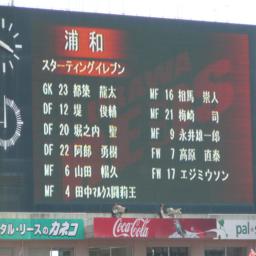 浦和
スターティングイレブン
GK 23 都築 龍太
DF 12 堤 俊輔
DF 20 堀之内 聖
DF 22 阿部 勇樹
MF 6 山田 暢久
MF 4 田中マルクス闘莉王
MF 16 相馬 崇人
MF 21 梅崎 司
MF 9 永井雄一郎
FW 7 高原 直泰
FW 17 エジミウソン
タル・リースのカネコ
Coca-Cola
pal